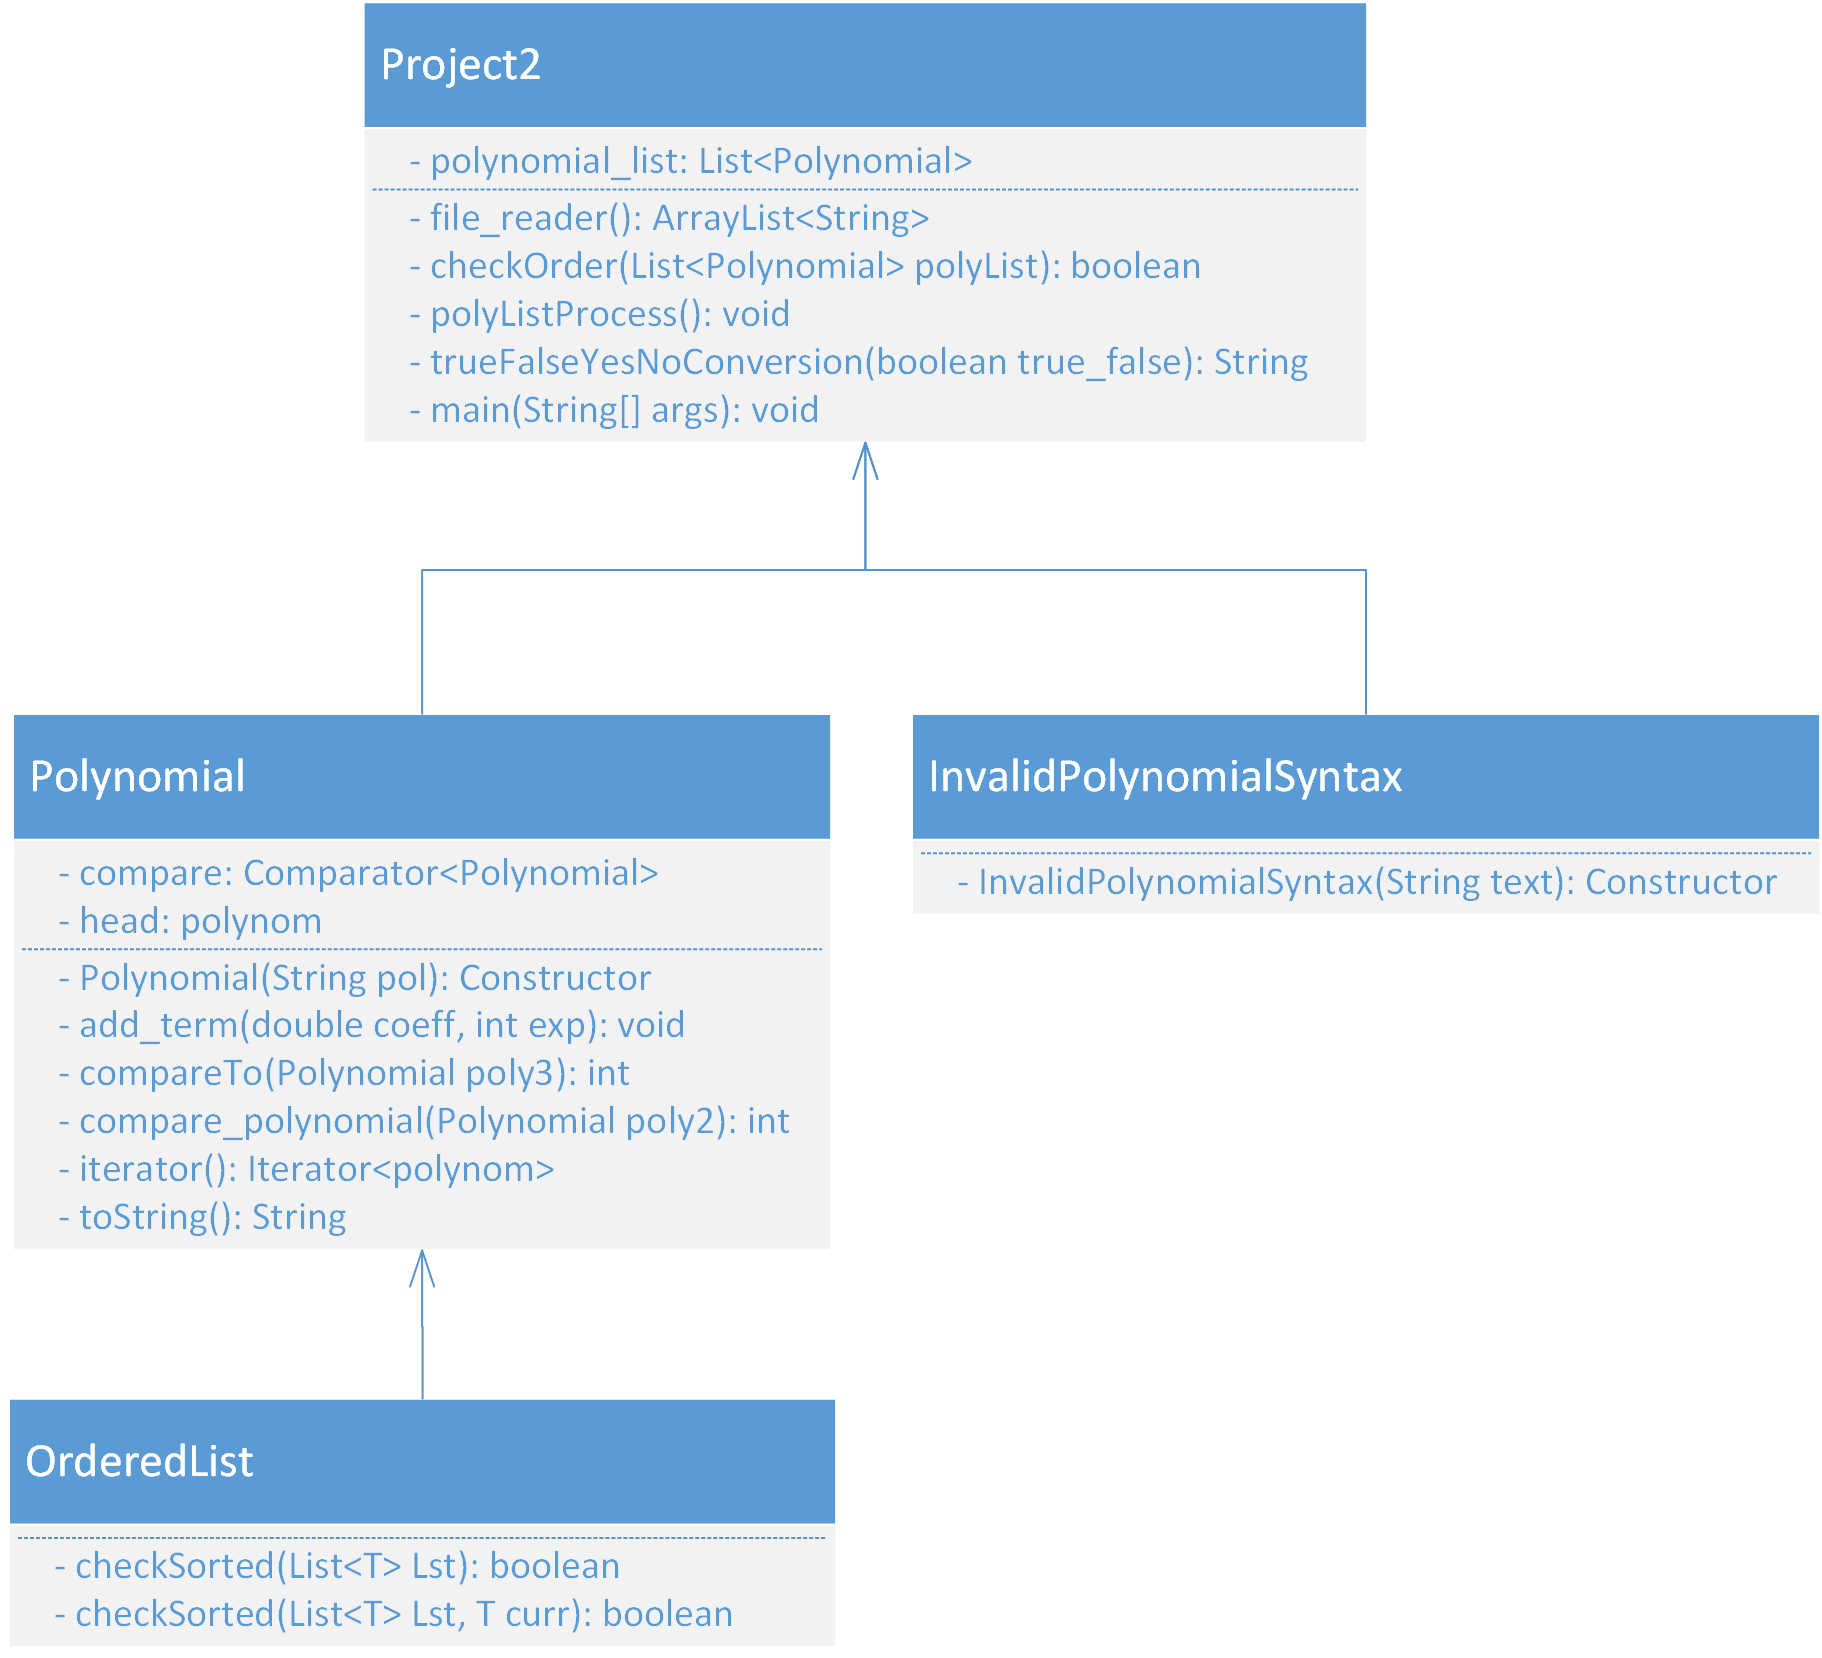 Project2
- polynomial_list: List<Polynomial>
- file_reader(): ArrayList<String>
- checkOrder(List<Polynomial> polyList): boolean
- polyListProcess(): void
- trueFalseYesNoConversion(boolean true_false): String
- main(String[] args): void
Polynomial
- compare: Comparator<Polynomial>
- head: polynom
- Polynomial(String pol): Constructor
- add_term(double coeff, int exp): void
- compareTo(Polynomial poly3): int
- compare_polynomial(Polynomial poly2): int
- iterator(): Iterator<polynom>
- toString(): String
InvalidPolynomialSyntax
- InvalidPolynomialSyntax(String text): Constructor
OrderedList
- checkSorted(List<T> Lst): boolean
- checkSorted(List<T> Lst, T curr): boolean